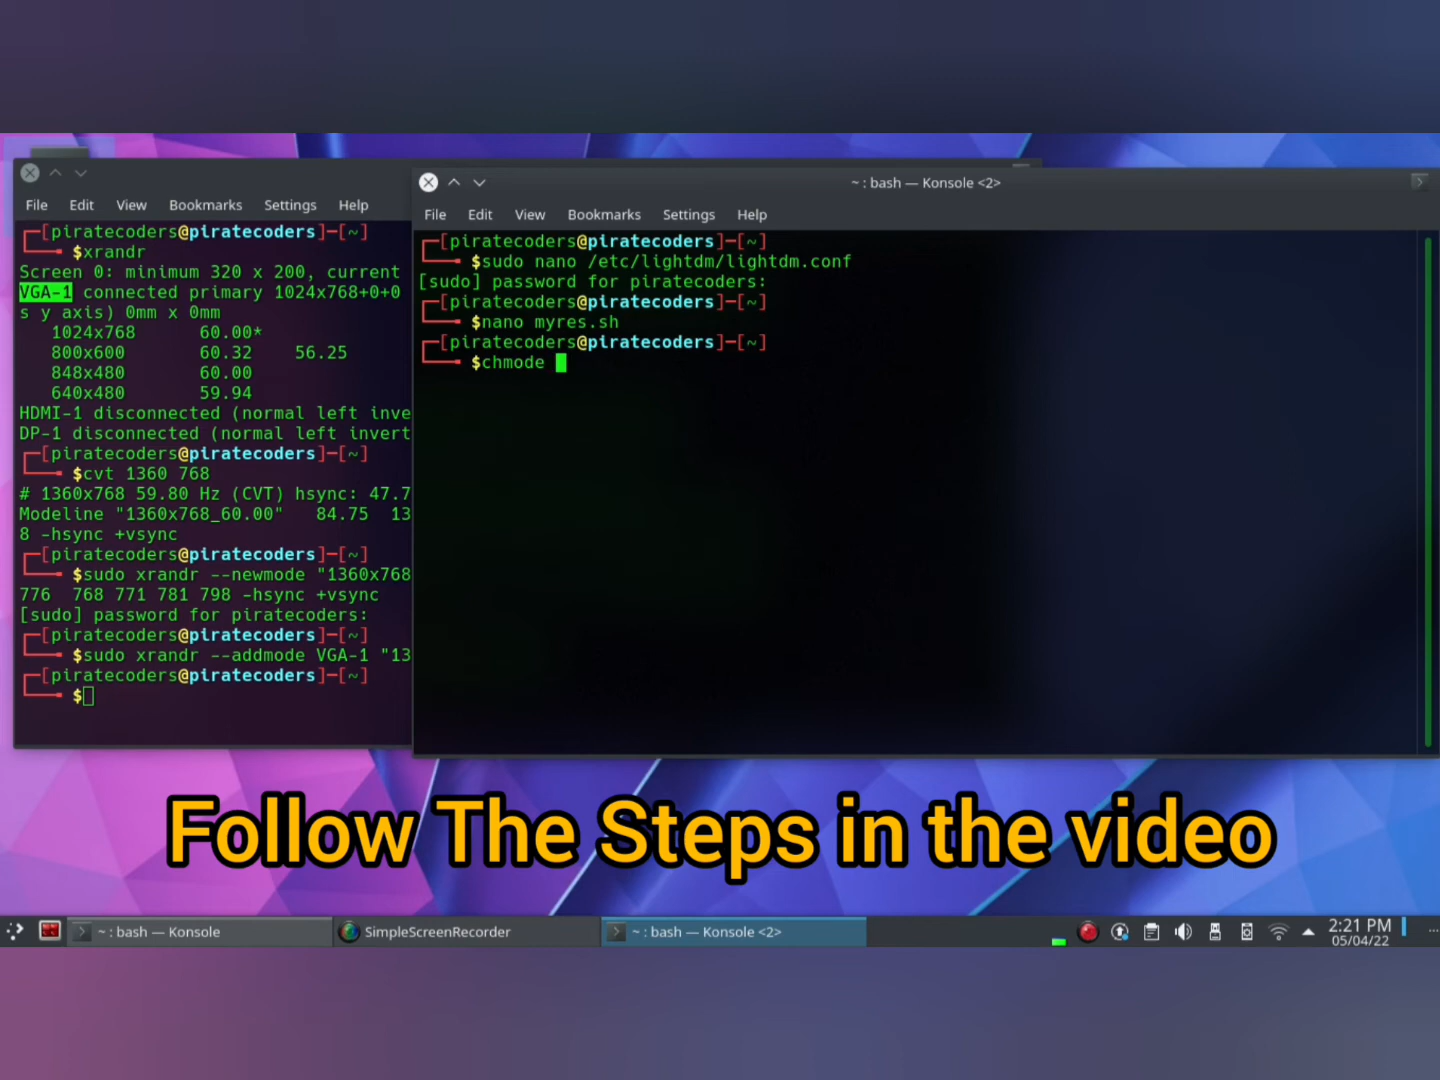 File Edit View Bookmarks Settings Help
[piratecoders@piratecoders]-[~]
$xrandr
Screen 0: minimum 320 x 200, current
VGA-1 connected primary 1024x768+0+0
s y axis) 0mm x 0mm
1024x768 60.00*
800x600 60.32 56.25
848x480 60.00
640x480 59.94
HDMI-1 disconnected (normal left inve
DP-1 disconnected (normal left invert
[piratecoders@piratecoders]-[~]
$cvt 1360 768
# 1360x768 59.80 Hz (CVT) hsync: 47.7
Modeline "1360x768_60.00" 84.75 13
8 -hsync +vsync
[piratecoders@piratecoders]-[~]
$sudo xrandr --newmode "1360x768
776 768 771 781 798 -hsync +vsync
[sudo] password for piratecoders:
[piratecoders@piratecoders]-[~]
$sudo xrandr --addmode VGA-1 "13
[piratecoders@piratecoders]-[~]
$
~ : bash — Konsole <2>
File Edit View Bookmarks Settings Help
[piratecoders@piratecoders]-[~]
$sudo nano /etc/lightdm/lightdm.conf
[sudo] password for piratecoders:
[piratecoders@piratecoders]-[~]
$nano myres.sh
[piratecoders@piratecoders]-[~]
$chmode
Follow The Steps in the video
~ : bash — Konsole
SimpleScreenRecorder
~ : bash — Konsole <2>
2:21 PM
05/04/22